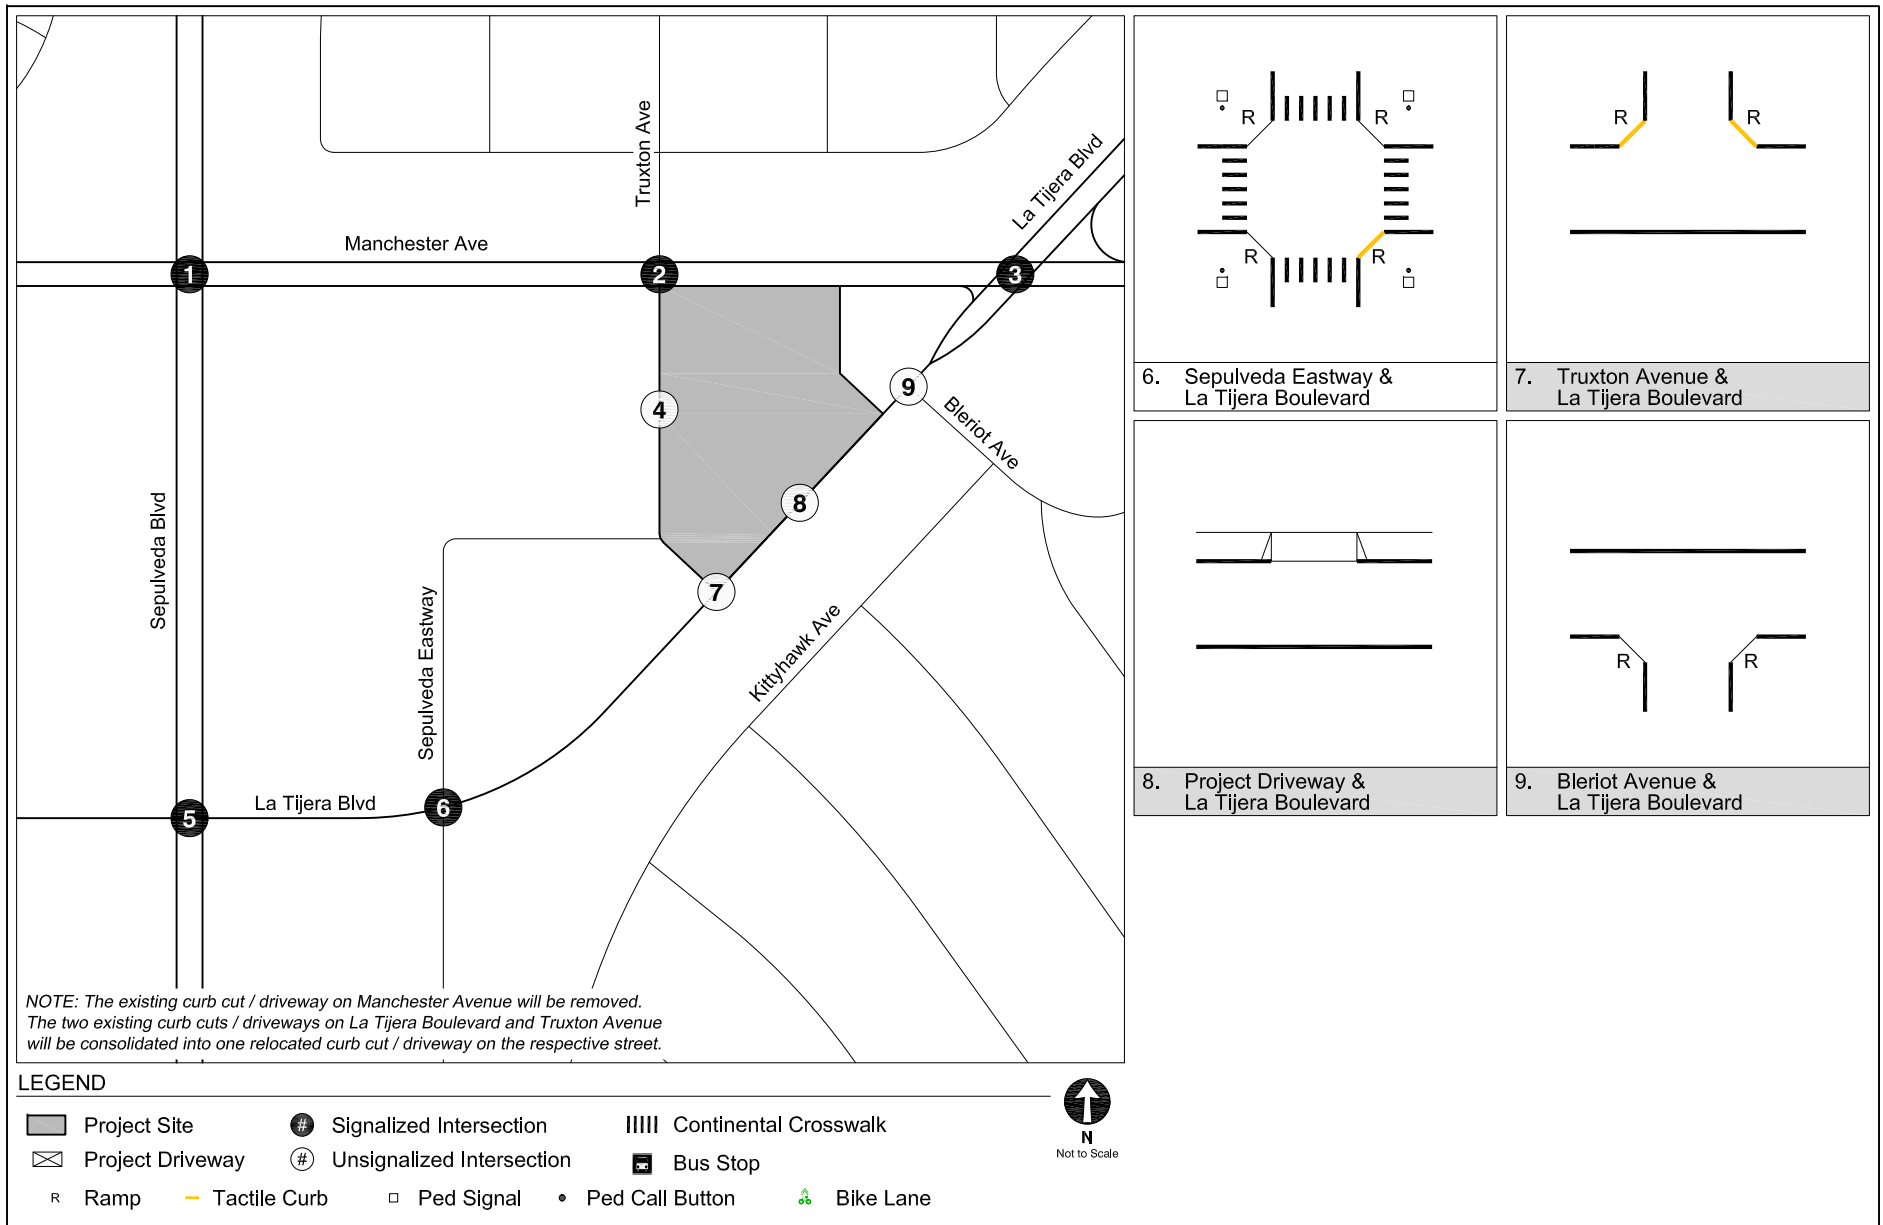 Truxton Ave
La Tijera Blvd
Manchester Ave
1
2
3
4
9
Bleriot Ave
8
Sepulveda Blvd
Sepulveda Eastway
7
Kittyhawk Ave
La Tijera Blvd
5
6
NOTE: The existing curb cut / driveway on Manchester Avenue will be removed.
The two existing curb cuts / driveways on La Tijera Boulevard and Truxton Avenue
will be consolidated into one relocated curb cut / driveway on the respective street.
R R
R R
6. Sepulveda Eastway &
La Tijera Boulevard
R R
7. Truxton Avenue &
La Tijera Boulevard
8. Project Driveway &
La Tijera Boulevard
R R
9. Bleriot Avenue &
La Tijera Boulevard
LEGEND
Project Site
# Signalized Intersection
Continental Crosswalk
Project Driveway
# Unsignalized Intersection
Bus Stop
R Ramp
Tactile Curb
Ped Signal
Ped Call Button
Bike Lane
N
Not to Scale